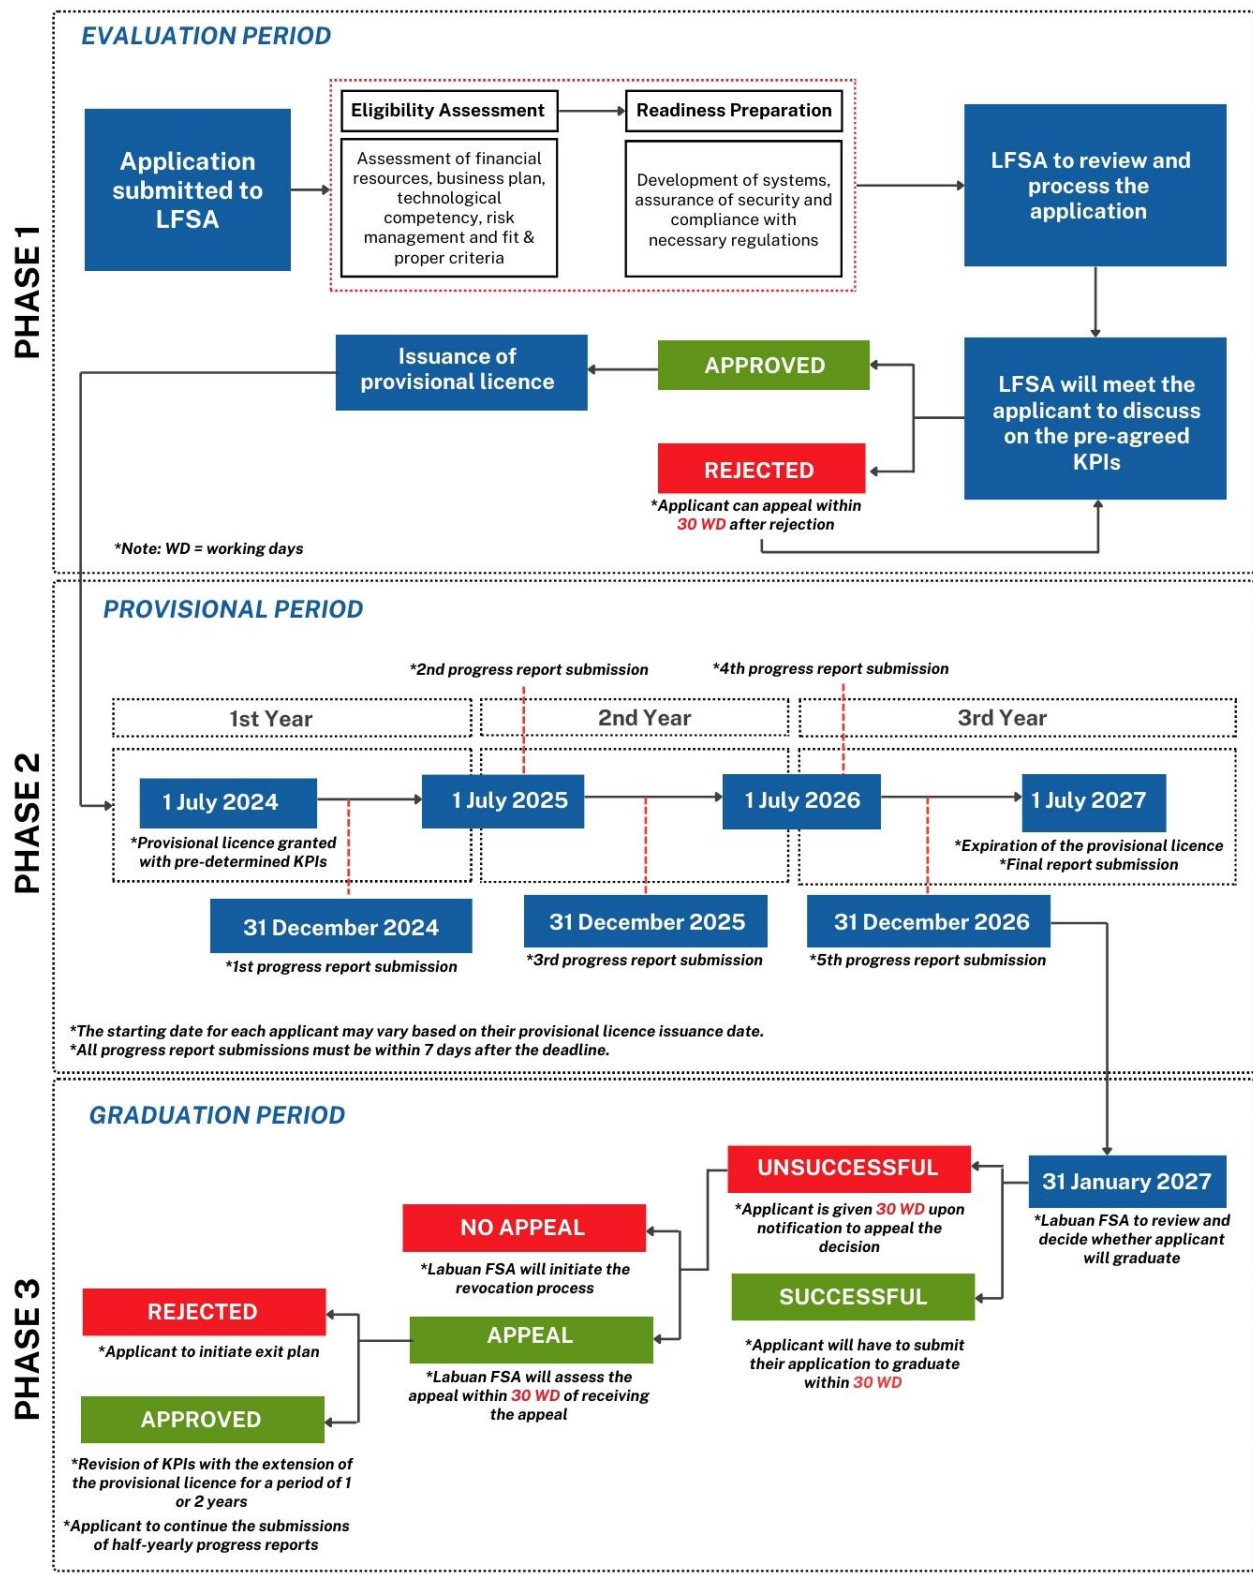 PHASE 1
EVALUATION PERIOD
Application
submitted to
LFSA
Eligibility Assessment
Assessment of financial
resources, business plan,
technological
competency, risk
management and fit &
proper criteria
Readiness Preparation
Development of systems,
assurance of security and
compliance with
necessary regulations
LFSA to review and
process the
application
LFSA will meet the
applicant to discuss
on the pre-agreed
KPIs
APPROVED
Issuance of
provisional licence
REJECTED
*Applicant can appeal within
30 WD after rejection
*Note: WD = working days
PHASE 2
PROVISIONAL PERIOD
*2nd progress report submission
*4th progress report submission
1st Year
2nd Year
3rd Year
1 July 2024
*Provisional licence granted
with pre-determined KPIs
1 July 2025
1 July 2026
1 July 2027
*Expiration of the provisional licence
*Final report submission
31 December 2024
*1st progress report submission
31 December 2025
*3rd progress report submission
31 December 2026
*5th progress report submission
*The starting date for each applicant may vary based on their provisional licence issuance date.
*All progress report submissions must be within 7 days after the deadline.
PHASE 3
GRADUATION PERIOD
31 January 2027
*Labuan FSA to review and
decide whether applicant
will graduate
UNSUCCESSFUL
*Applicant is given 30 WD upon
notification to appeal the
decision
SUCCESSFUL
*Applicant will have to submit
their application to graduate
within 30 WD
NO APPEAL
*Labuan FSA will initiate the
revocation process
APPEAL
*Labuan FSA will assess the
appeal within 30 WD of receiving
the appeal
REJECTED
*Applicant to initiate exit plan
APPROVED
*Revision of KPIs with the extension of
the provisional licence for a period of 1
or 2 years
*Applicant to continue the submissions
of half-yearly progress reports